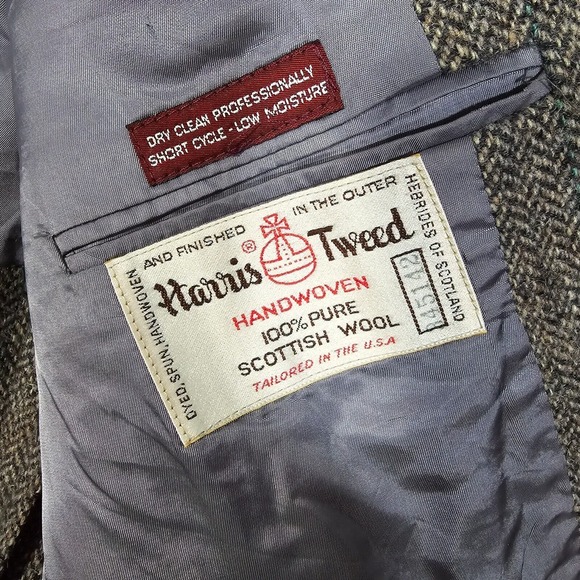 DRY CLEAN PROFESSIONALLY
SHORT CYCLE - LOW MOISTURE
DYED, SPUN, HANDWOVEN
AND FINISHED
IN THE OUTER
HEBRIDES OF SCOTLAND
Harris® Tweed
HANDWOVEN
100% PURE
SCOTTISH WOOL
TAILORED IN THE U.S.A